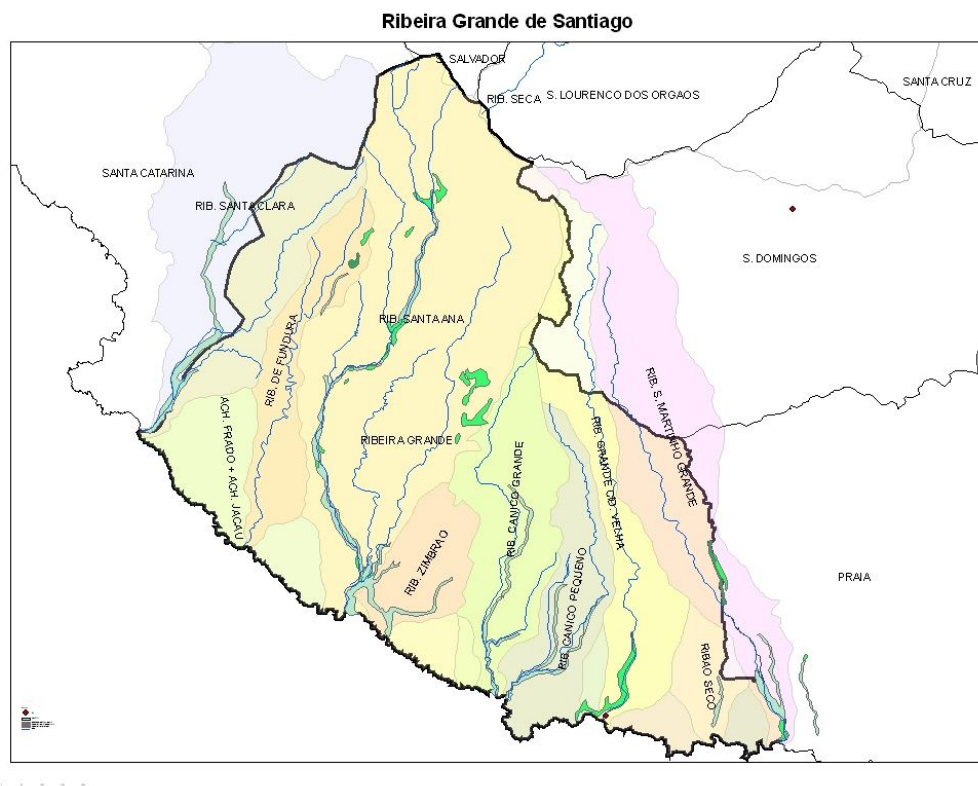 Ribeira Grande de Santiago
S. SALVADOR
SANTA CRUZ
RIB. SECA
S. LOURENCO DOS ORGAOS
SANTA CATARINA
RIB. SANTA CLARA
S. DOMINGOS
RIB. SANTA ANA
RIB. DE FUNDURA
RIB. S. MARTINHO GRANDE
ACH. PRADO + ACH. JACAU
RIBEIRA GRANDE
RIB. GRANDE CID. VELHA
RIB. CANICO GRANDE
RIB. ZIMBRAO
PRAIA
RIB. CANICO PEQUENO
RIBAO SECO